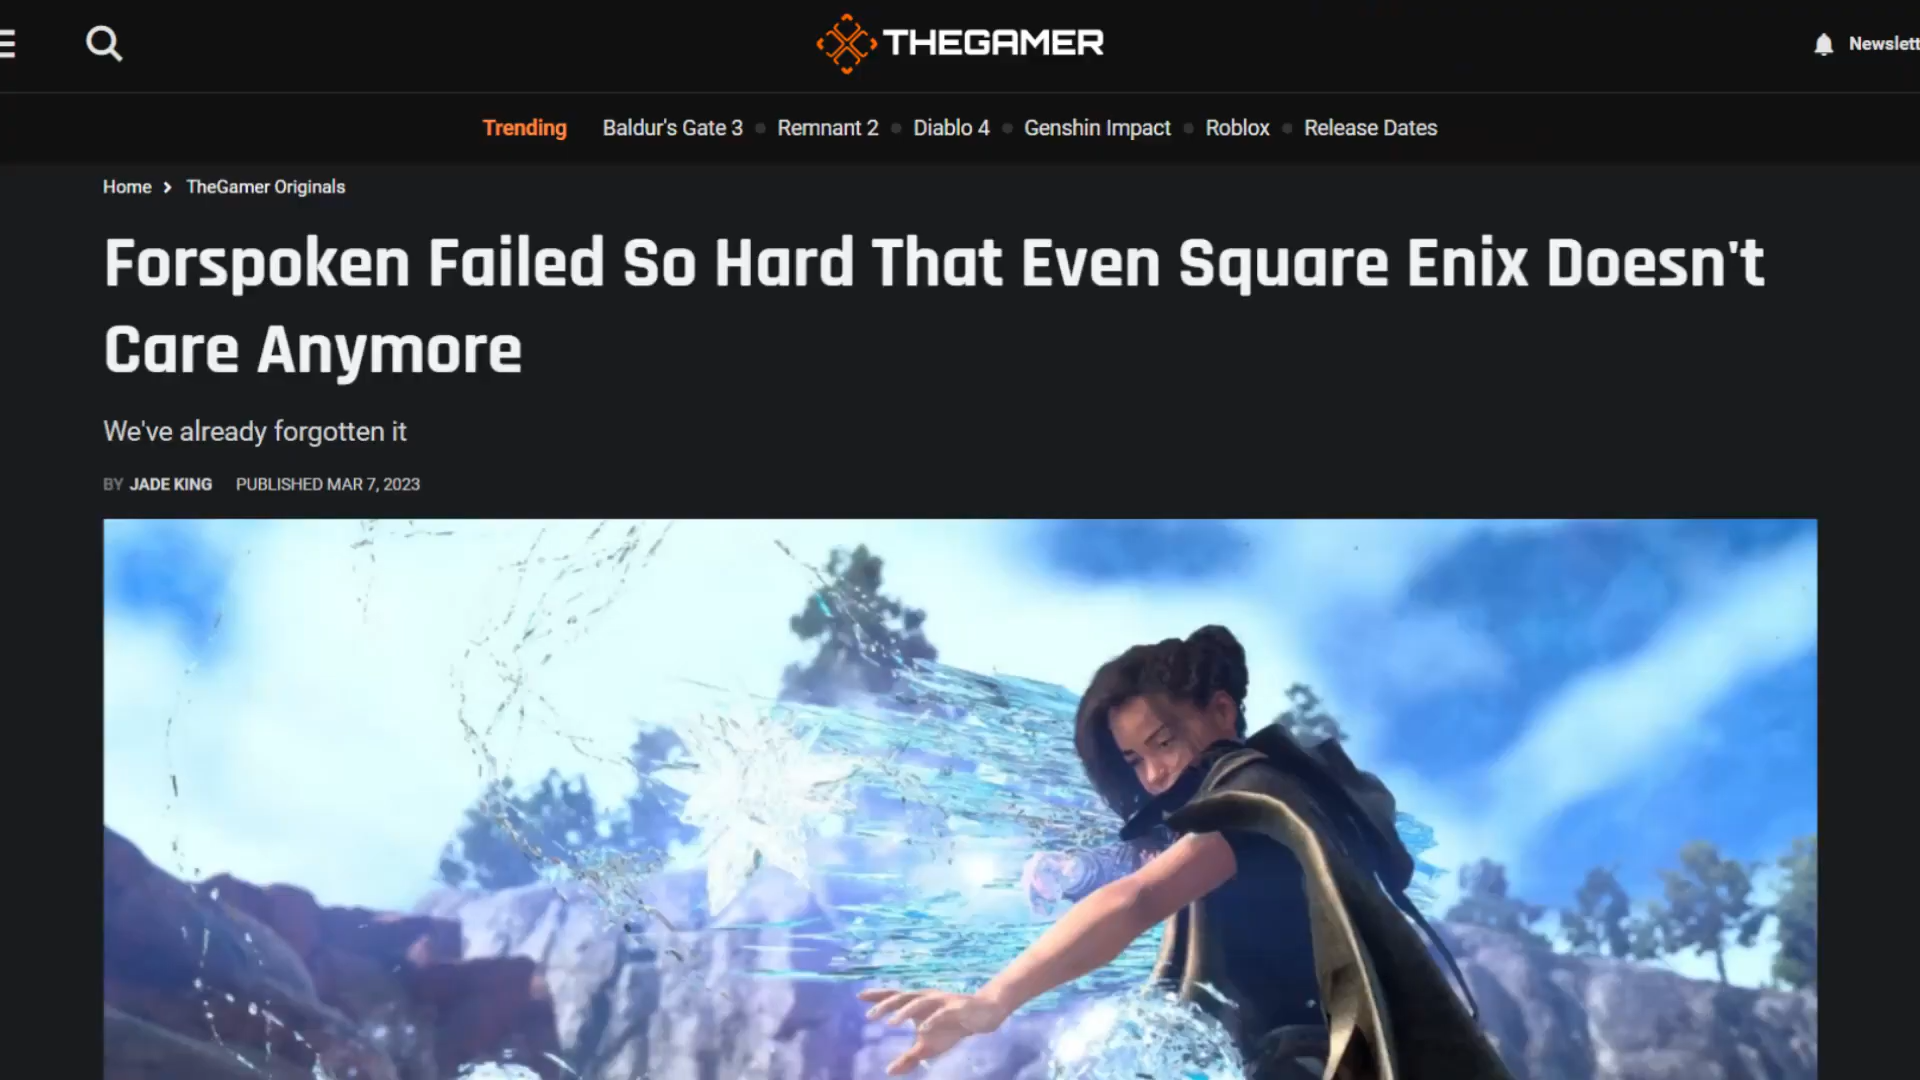 THEGAMER
Newslett
Trending Baldur's Gate 3 Remnant 2 Diablo 4 Genshin Impact Roblox Release Dates
Home > TheGamer Originals
Forspoken Failed So Hard That Even Square Enix Doesn't
Care Anymore
We've already forgotten it
BY JADE KING PUBLISHED MAR 7, 2023